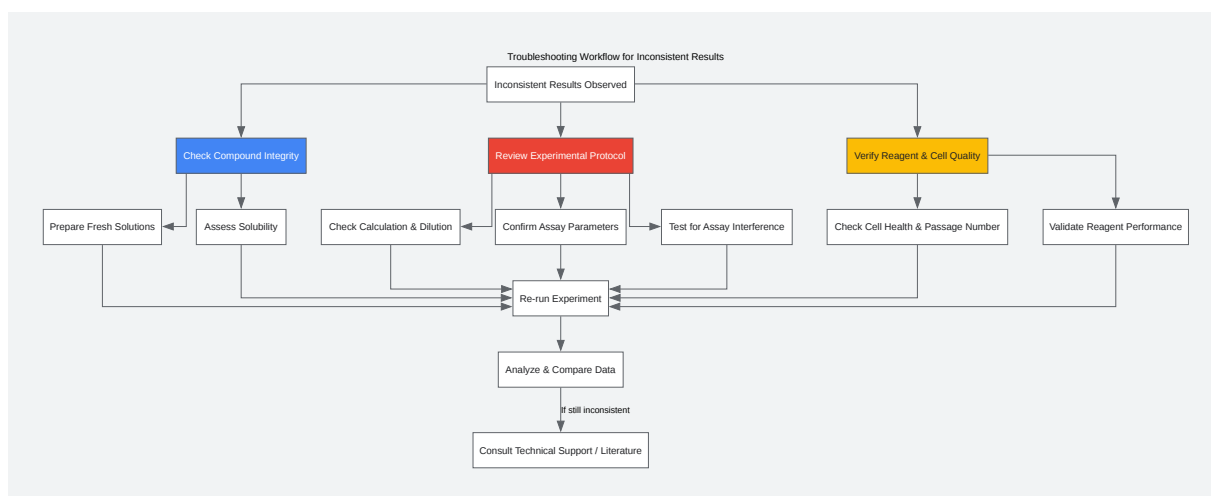 Troubleshooting Workflow for Inconsistent Results
Inconsistent Results Observed
Check Compound Integrity
Review Experimental Protocol
Verify Reagent & Cell Quality
Prepare Fresh Solutions
Assess Solubility
Check Calculation & Dilution
Confirm Assay Parameters
Test for Assay Interference
Check Cell Health & Passage Number
Validate Reagent Performance
Re-run Experiment
Analyze & Compare Data
If still inconsistent
Consult Technical Support / Literature